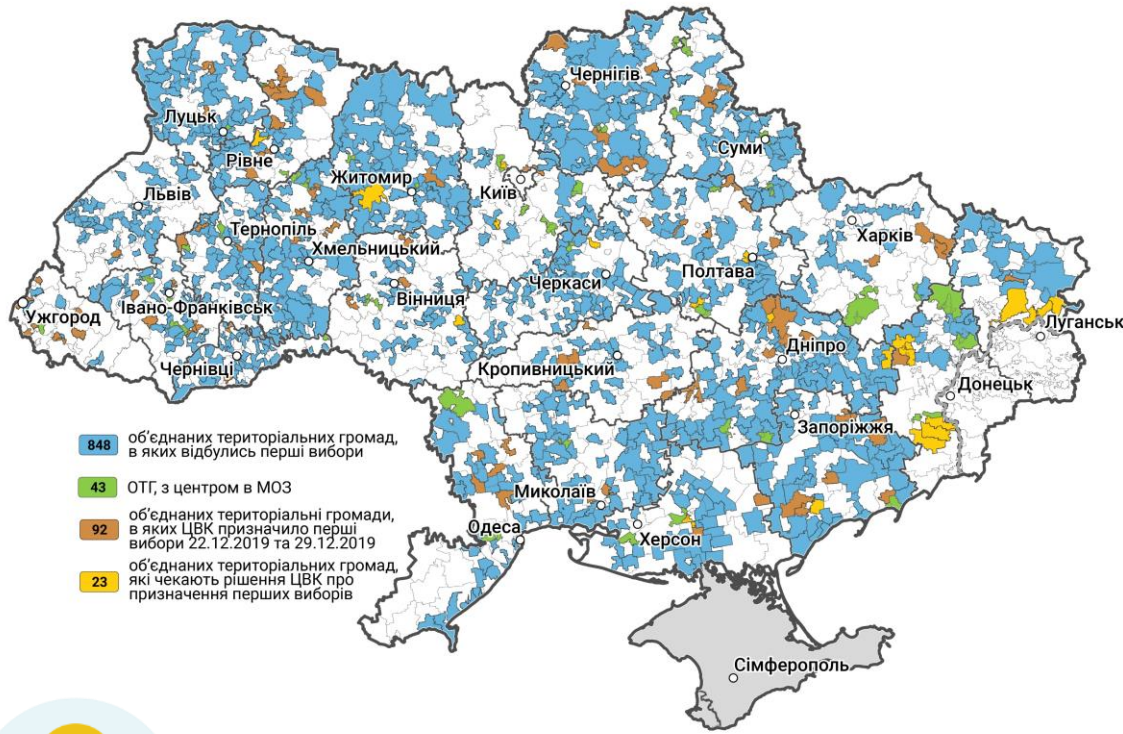 Чернігів
Луцьк
Рівне
Суми
Житомир
Київ
Львів
Тернопіль
Харків
Хмельницький
Полтава
Черкаси
Вінниця
Івано-Франківськ
Ужгород
Луганськ
Дніпро
Чернівці
Кропивницький
Донецьк
Запоріжжя
848 об’єднаних територіальних громад,
в яких відбулись перші вибори
43 ОТГ, з центром в МОЗ
92 об’єднані територіальні громади,
в яких ЦВК призначило перші
вибори 22.12.2019 та 29.12.2019
23 об’єднаних територіальних громад,
які чекають рішення ЦВК про
призначення перших виборів
Миколаїв
Одеса
Херсон
Сімферополь